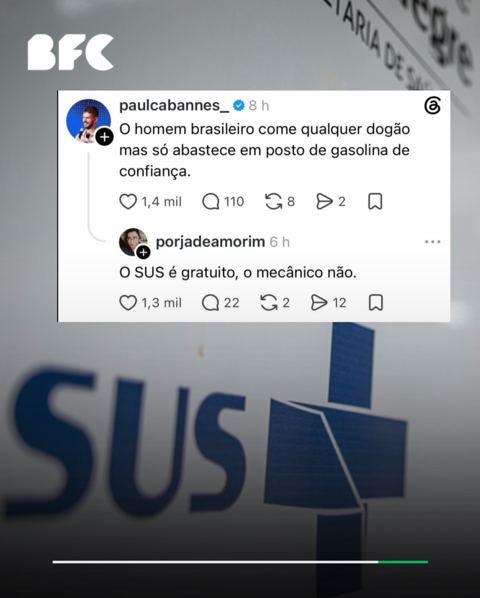 BFC
paulcabannes_ 8 h
O homem brasileiro come qualquer dogão
mas só abastece em posto de gasolina de
confiança.
1,4 mil 110 8 2
porjadeamorim 6 h
O SUS é gratuito, o mecânico não.
1,3 mil 22 2 12
SUS